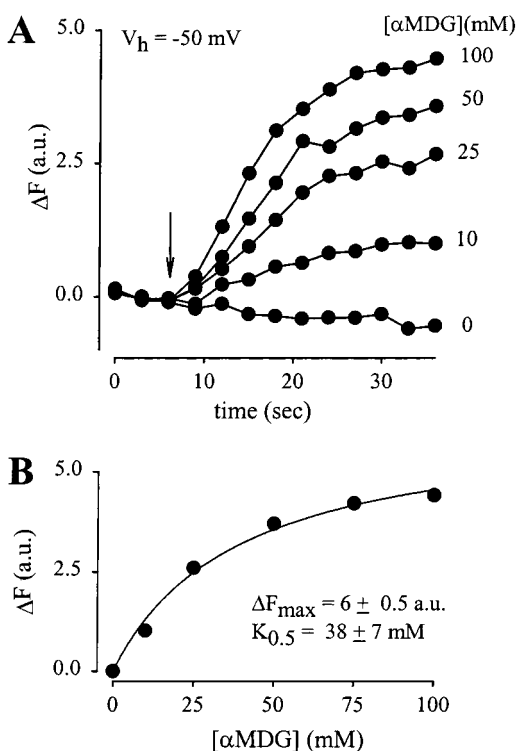 A
V_h = -50 mV
[αMDG](mM)
5.0
2.5
0.0
ΔF (a.u.)
100
50
25
10
0
0 10 20 30
time (sec)
B
5.0
2.5
0.0
ΔF (a.u.)
ΔF_max = 6 ± 0.5 a.u.
K_0.5 = 38 ± 7 mM
0 25 50 75 100
[αMDG] (mM)